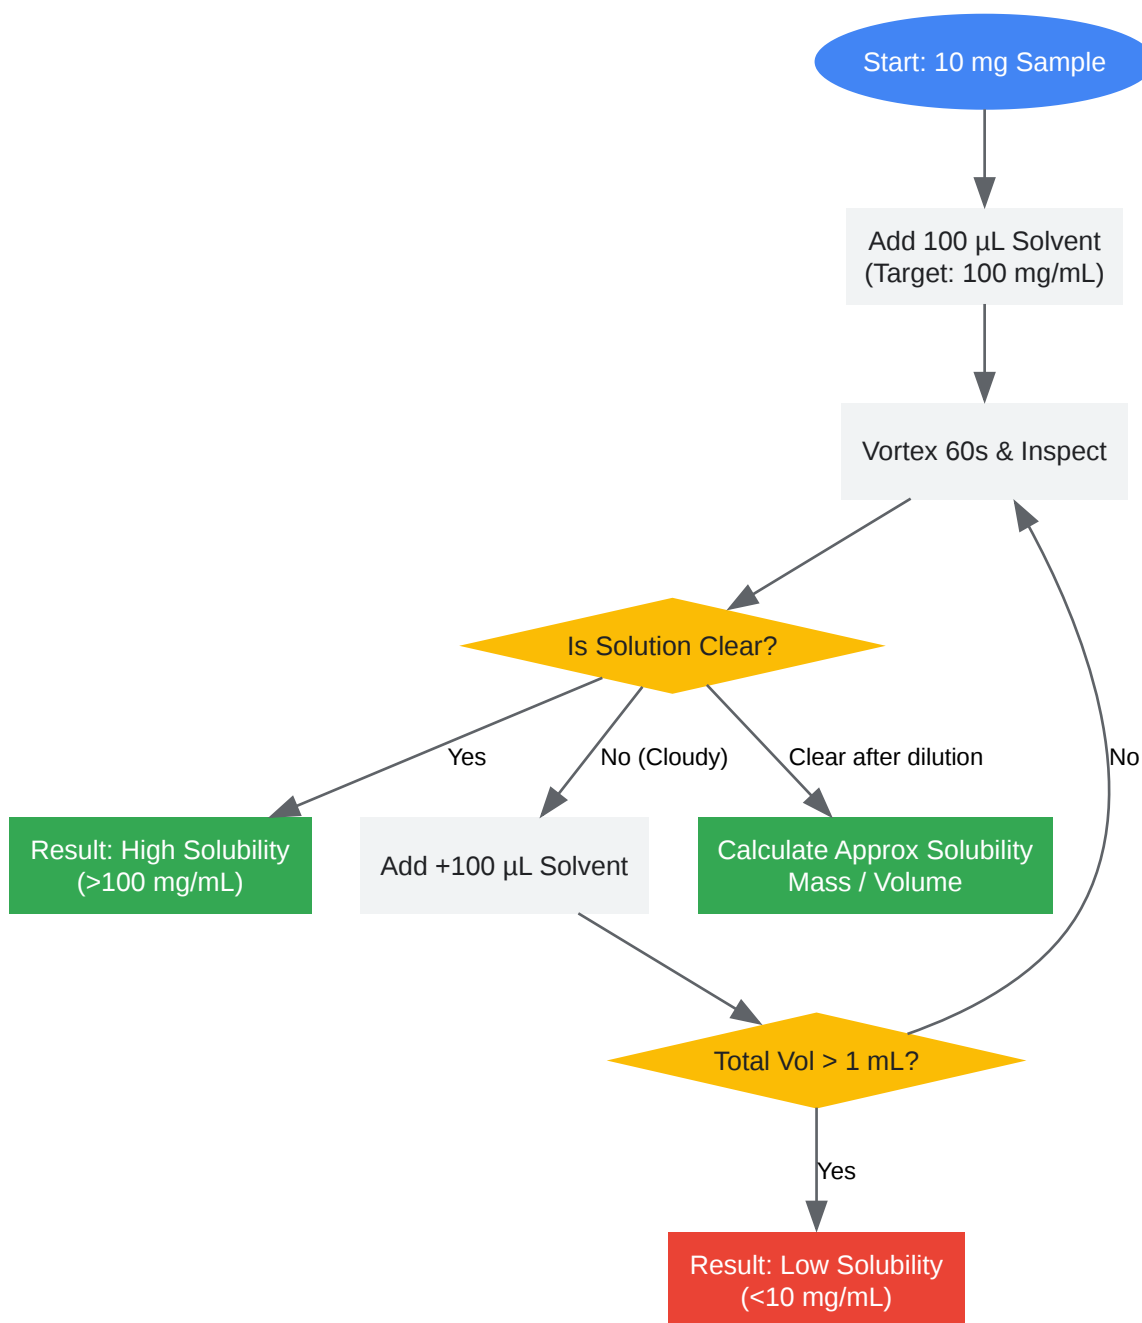 Start: 10 mg Sample
Add 100 µL Solvent
(Target: 100 mg/mL)
Vortex 60s & Inspect
Is Solution Clear?
Yes
No (Cloudy)
Clear after dilution
No
Result: High Solubility
(>100 mg/mL)
Add +100 µL Solvent
Calculate Approx Solubility
Mass / Volume
Total Vol > 1 mL?
Yes
Result: Low Solubility
(<10 mg/mL)